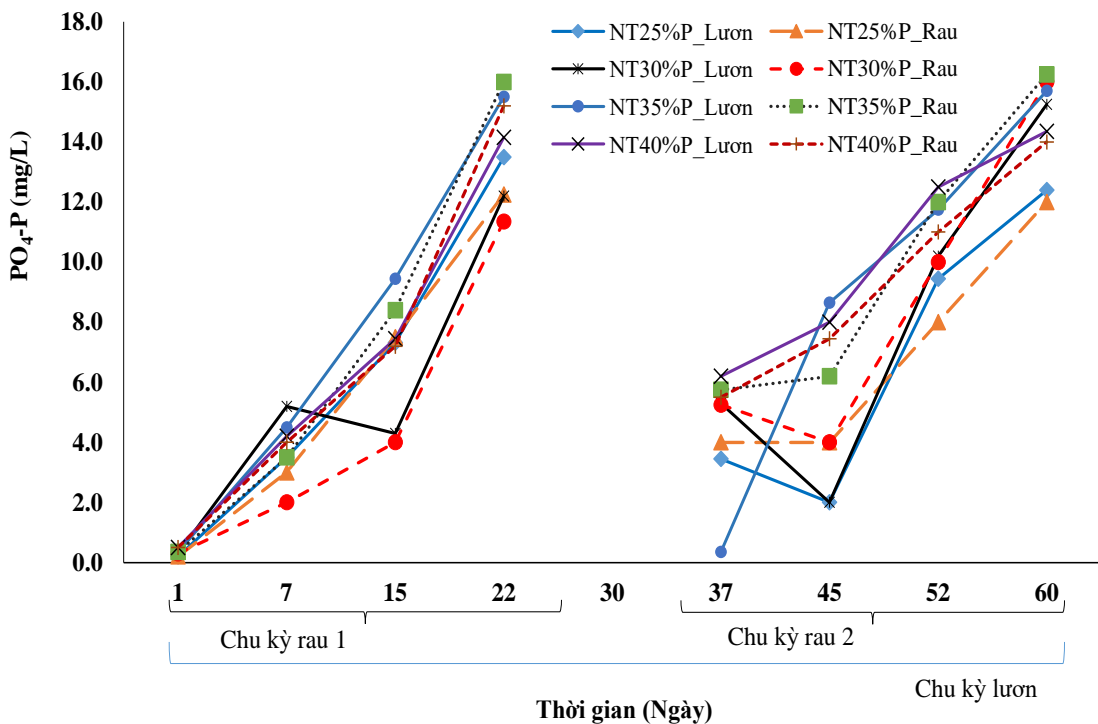 18.0
16.0
14.0
12.0
10.0
8.0
6.0
4.0
2.0
0.0
PO4-P (mg/L)
NT25%P_Lươn NT25%P_Rau
NT30%P_Lươn NT30%P_Rau
NT35%P_Lươn NT35%P_Rau
NT40%P_Lươn NT40%P_Rau
1 7 15 22 30 37 45 52 60
Chu kỳ rau 1 Chu kỳ rau 2
Chu kỳ lươn
Thời gian (Ngày)